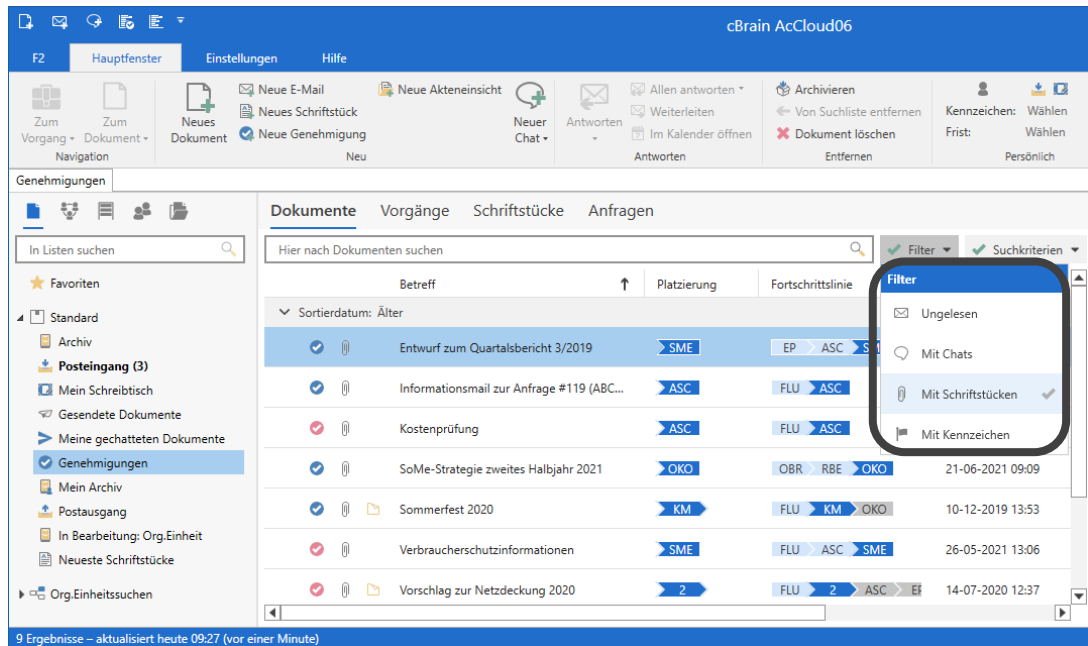 cBrain AcCloud06
F2 Hauptfenster Einstellungen Hilfe
Zum Vorgang
Zum Dokument
Navigation
Neues Dokument
Neue E-Mail
Neues Schriftstück
Neue Genehmigung
Neue Akteneinsicht
Neuer Chat
Neu
Antworten
Allen antworten
Weiterleiten
Im Kalender öffnen
Antworten
Archivieren
Von Suchliste entfernen
Dokument löschen
Entfernen
Kennzeichen: Wählen
Frist: Wählen
Persönlich
Genehmigungen
In Listen suchen
Favoriten
Standard
Archiv
Posteingang (3)
Mein Schreibtisch
Gesendete Dokumente
Meine gechatteten Dokumente
Genehmigungen
Mein Archiv
Postausgang
In Bearbeitung: Org.Einheit
Neueste Schriftstücke
Org.Einheitssuchen
Dokumente Vorgänge Schriftstücke Anfragen
Hier nach Dokumenten suchen
Filter Suchkriterien
Betreff Platzierung Fortschrittslinie
Sortierdatum: Älter
Entwurf zum Quartalsbericht 3/2019 SME EP ASC
Informationsmail zur Anfrage #119 (ABC... ASC FLU ASC
Kostenprüfung ASC FLU ASC
SoMe-Strategie zweites Halbjahr 2021 OKO OBR RBE OKO 21-06-2021 09:09
Sommerfest 2020 KM FLU KM OKO 10-12-2019 13:53
Verbraucherschutzinformationen SME FLU ASC SME 26-05-2021 13:06
Vorschlag zur Netzdeckung 2020 2 FLU 2 ASC 14-07-2020 12:37
Filter
Ungelesen
Mit Chats
Mit Schriftstücken
Mit Kennzeichen
9 Ergebnisse – aktualisiert heute 09:27 (vor einer Minute)